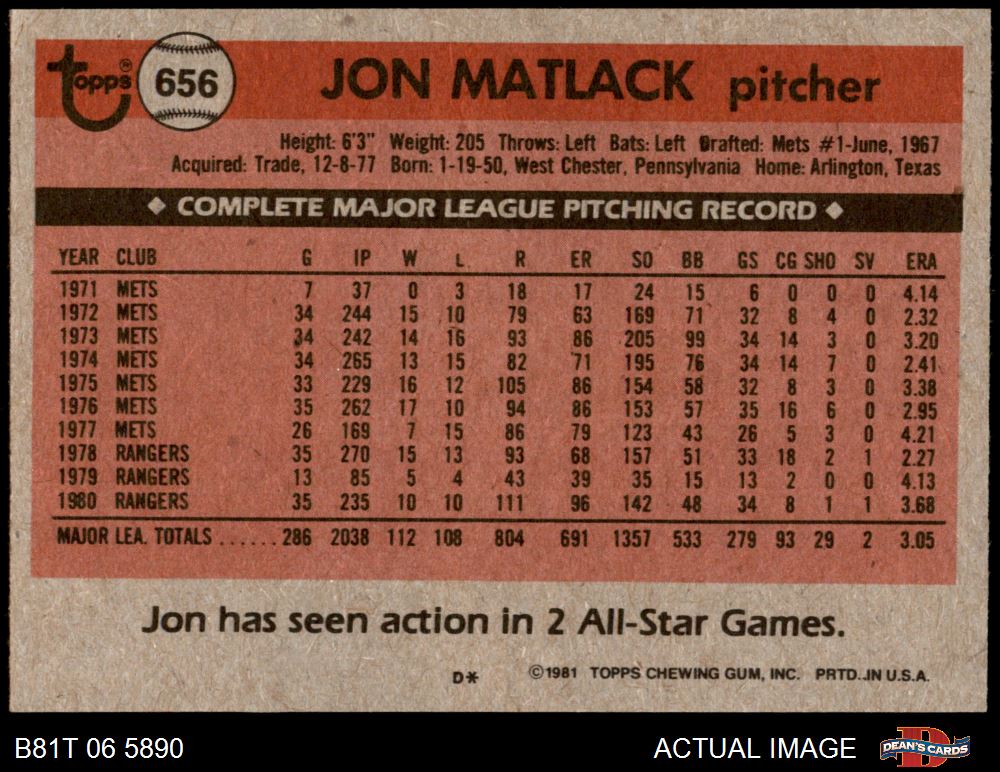 topps® 656 JON MATLACK pitcher
Height: 6'3" Weight: 205 Throws: Left Bats: Left Drafted: Mets #1-June, 1967
Acquired: Trade, 12-8-77 Born: 1-19-50, West Chester, Pennsylvania Home: Arlington, Texas
◆ COMPLETE MAJOR LEAGUE PITCHING RECORD ◆
YEAR CLUB G IP W L R ER SO BB GS CG SHO SV ERA
1971 METS 7 37 0 3 18 17 24 15 6 0 0 0 4.14
1972 METS 34 244 15 10 79 63 169 71 32 8 4 0 2.32
1973 METS 34 242 14 16 93 86 205 99 34 14 3 0 3.20
1974 METS 34 265 13 15 82 71 195 76 34 14 7 0 2.41
1975 METS 33 229 16 12 105 86 154 58 32 8 3 0 3.38
1976 METS 35 262 17 10 94 86 153 57 35 16 6 0 2.95
1977 METS 26 169 7 15 86 79 123 43 26 5 3 0 4.21
1978 RANGERS 35 270 15 13 93 68 157 51 33 18 2 1 2.27
1979 RANGERS 13 85 5 4 43 39 35 15 13 2 0 0 4.13
1980 RANGERS 35 235 10 10 111 96 142 48 34 8 1 1 3.68
MAJOR LEA. TOTALS ...... 286 2038 112 108 804 691 1357 533 279 93 29 2 3.05
Jon has seen action in 2 All-Star Games.
D* ©1981 TOPPS CHEWING GUM, INC. PRTD. IN U.S.A.
B81T 06 5890 ACTUAL IMAGE DEAN'S CARDS